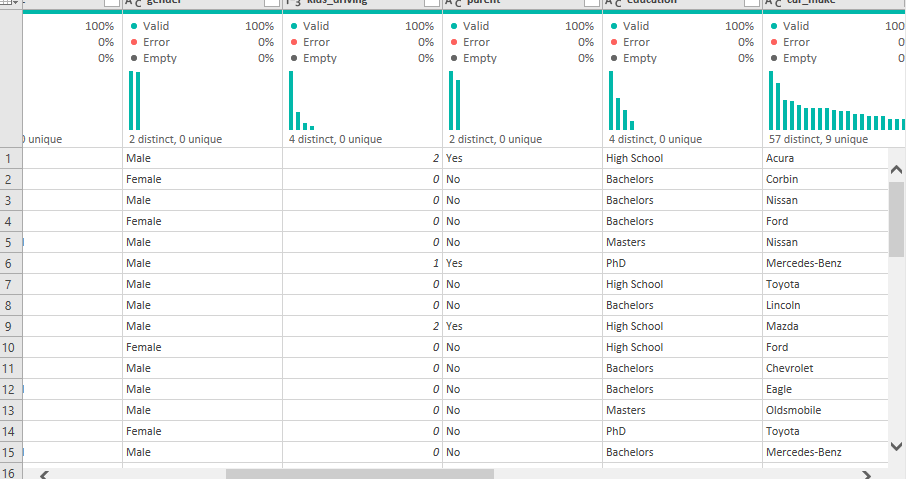 gender kids_driving parent education car_make
100% Valid 100% Valid 100% Valid 100% Valid 100% Valid 100
0% Error 0% Error 0% Error 0% Error 0% Error 0
0% Empty 0% Empty 0% Empty 0% Empty 0% Empty 0
0 unique 2 distinct, 0 unique 4 distinct, 0 unique 2 distinct, 0 unique 4 distinct, 0 unique 57 distinct, 9 unique
1 Male 2 Yes High School Acura
2 Female 0 No Bachelors Corbin
3 Male 0 No Bachelors Nissan
4 Female 0 No Bachelors Ford
5 Male 0 No Masters Nissan
6 Male 1 Yes PhD Mercedes-Benz
7 Male 0 No High School Toyota
8 Male 0 No Bachelors Lincoln
9 Male 2 Yes High School Mazda
10 Female 0 No High School Ford
11 Male 0 No Bachelors Chevrolet
12 Male 0 No Bachelors Eagle
13 Male 0 No Masters Oldsmobile
14 Female 0 No PhD Toyota
15 Male 0 No Bachelors Mercedes-Benz
16